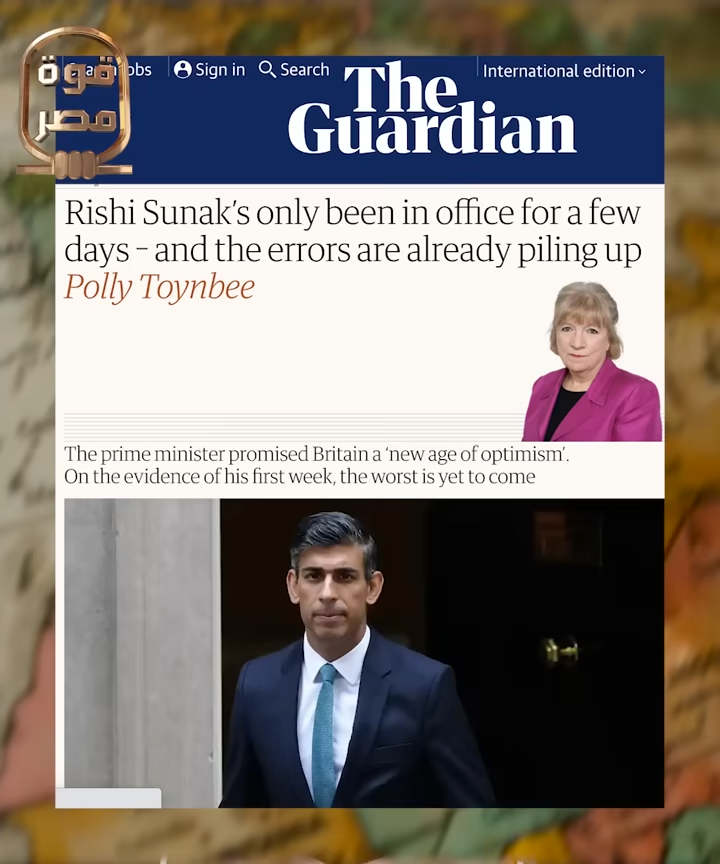 قوة
مصر
Sign in
Search
International edition
The
Guardian
Rishi Sunak's only been in office for a few
days – and the errors are already piling up
Polly Toynbee
The prime minister promised Britain a 'new age of optimism'.
On the evidence of his first week, the worst is yet to come